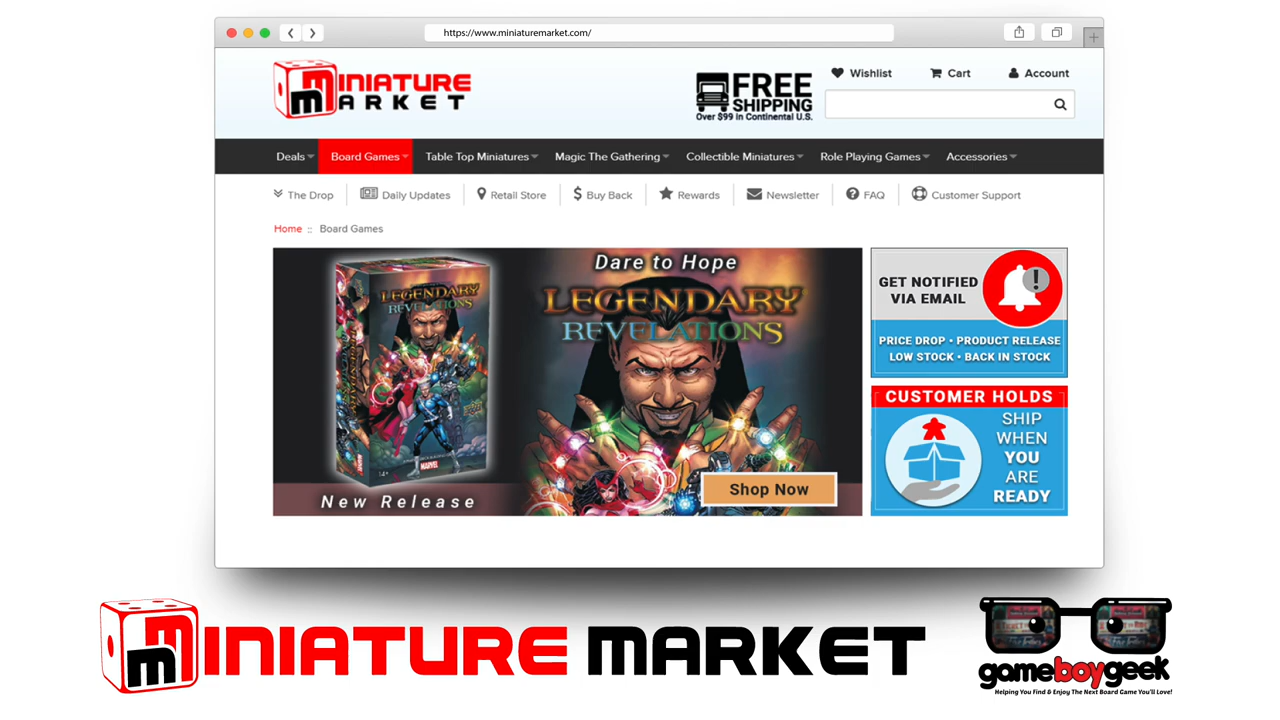 https://www.miniaturemarket.com/
MINIATURE
MARKET
FREE
SHIPPING
Over $99 in Continental U.S.
Wishlist
Cart
Account
Deals
Board Games
Table Top Miniatures
Magic The Gathering
Collectible Miniatures
Role Playing Games
Accessories
The Drop
Daily Updates
Retail Store
Buy Back
Rewards
Newsletter
FAQ
Customer Support
Home :: Board Games
LEGENDARY
REVELATIONS
MARVEL
New Release
Dare to Hope
LEGENDARY
REVELATIONS
Shop Now
GET NOTIFIED
VIA EMAIL
PRICE DROP • PRODUCT RELEASE
LOW STOCK • BACK IN STOCK
CUSTOMER HOLDS
SHIP
WHEN
YOU
ARE
READY
MINIATURE MARKET
gameboygeek
Helping You Find & Enjoy The Next Board Game You'll Love!